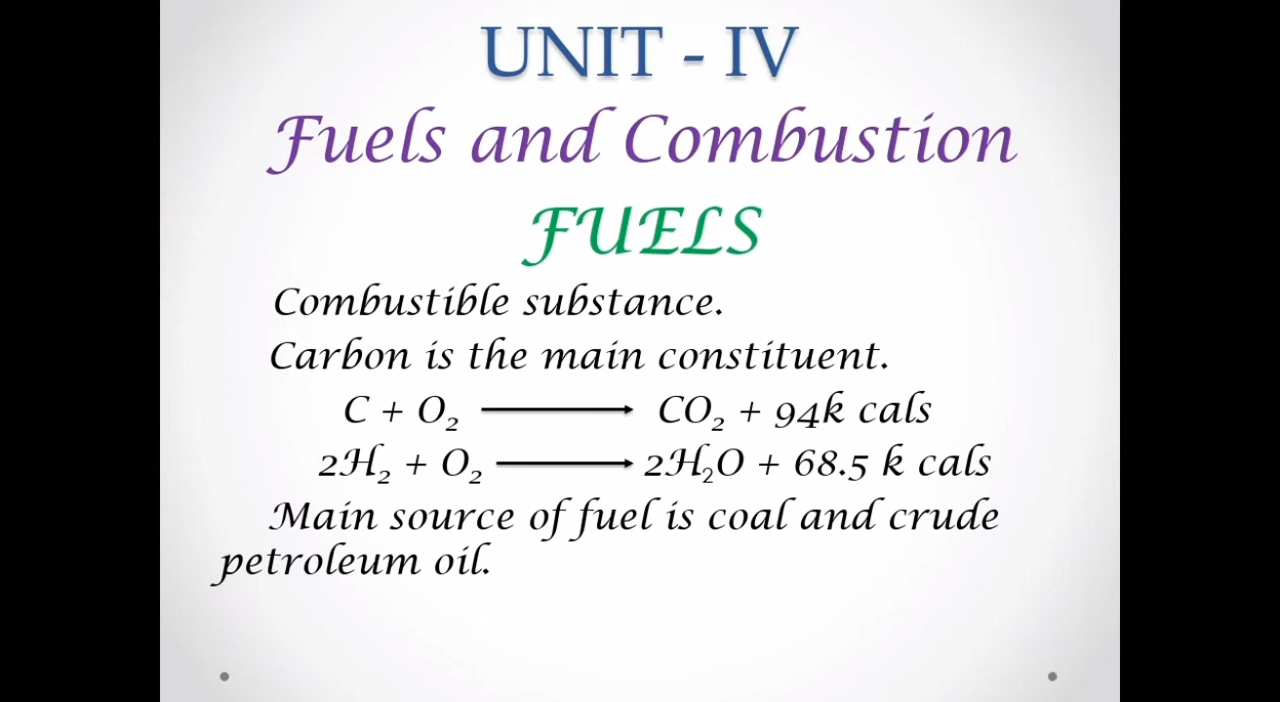 UNIT - IV
Fuels and Combustion
FUELS
Combustible substance.
Carbon is the main constituent.
C + O₂ ⟶ CO₂ + 94k cals
2H₂ + O₂ ⟶ 2H₂O + 68.5 k cals
Main source of fuel is coal and crude
petroleum oil.